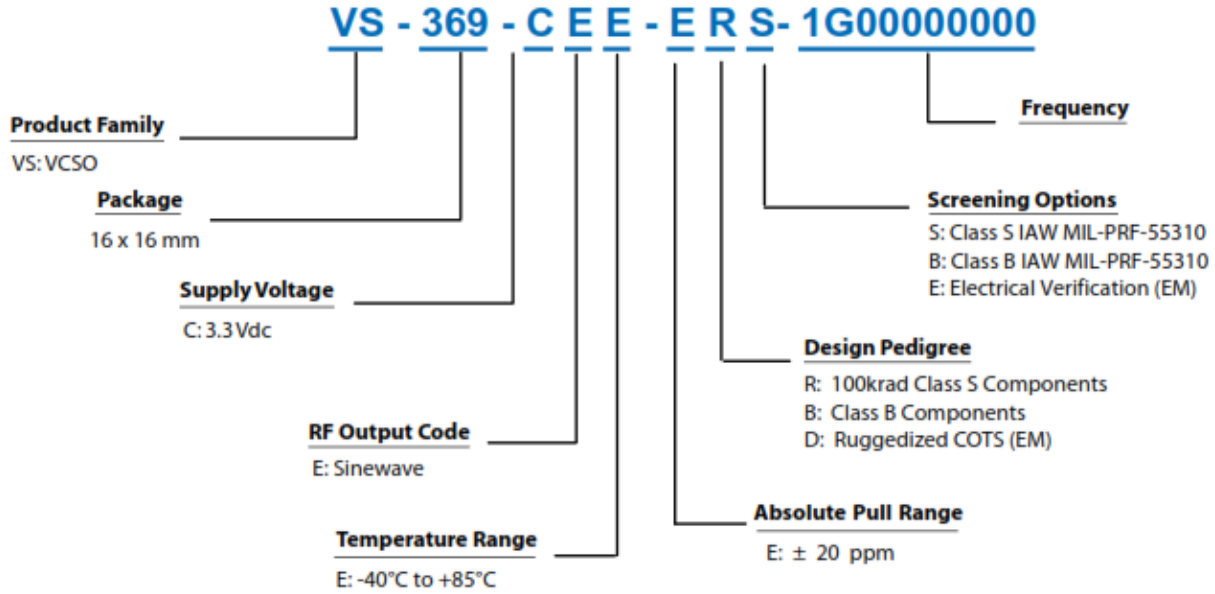 VS - 369 - C E E - E R S- 1G00000000
Product Family
VS: VCSO
Package
16 x 16 mm
Supply Voltage
C: 3.3 Vdc
RF Output Code
E: Sinewave
Temperature Range
E: -40°C to +85°C
Frequency
Screening Options
S: Class S IAW MIL-PRF-55310
B: Class B IAW MIL-PRF-55310
E: Electrical Verification (EM)
Design Pedigree
R: 100krad Class S Components
B: Class B Components
D: Ruggedized COTS (EM)
Absolute Pull Range
E: ± 20 ppm